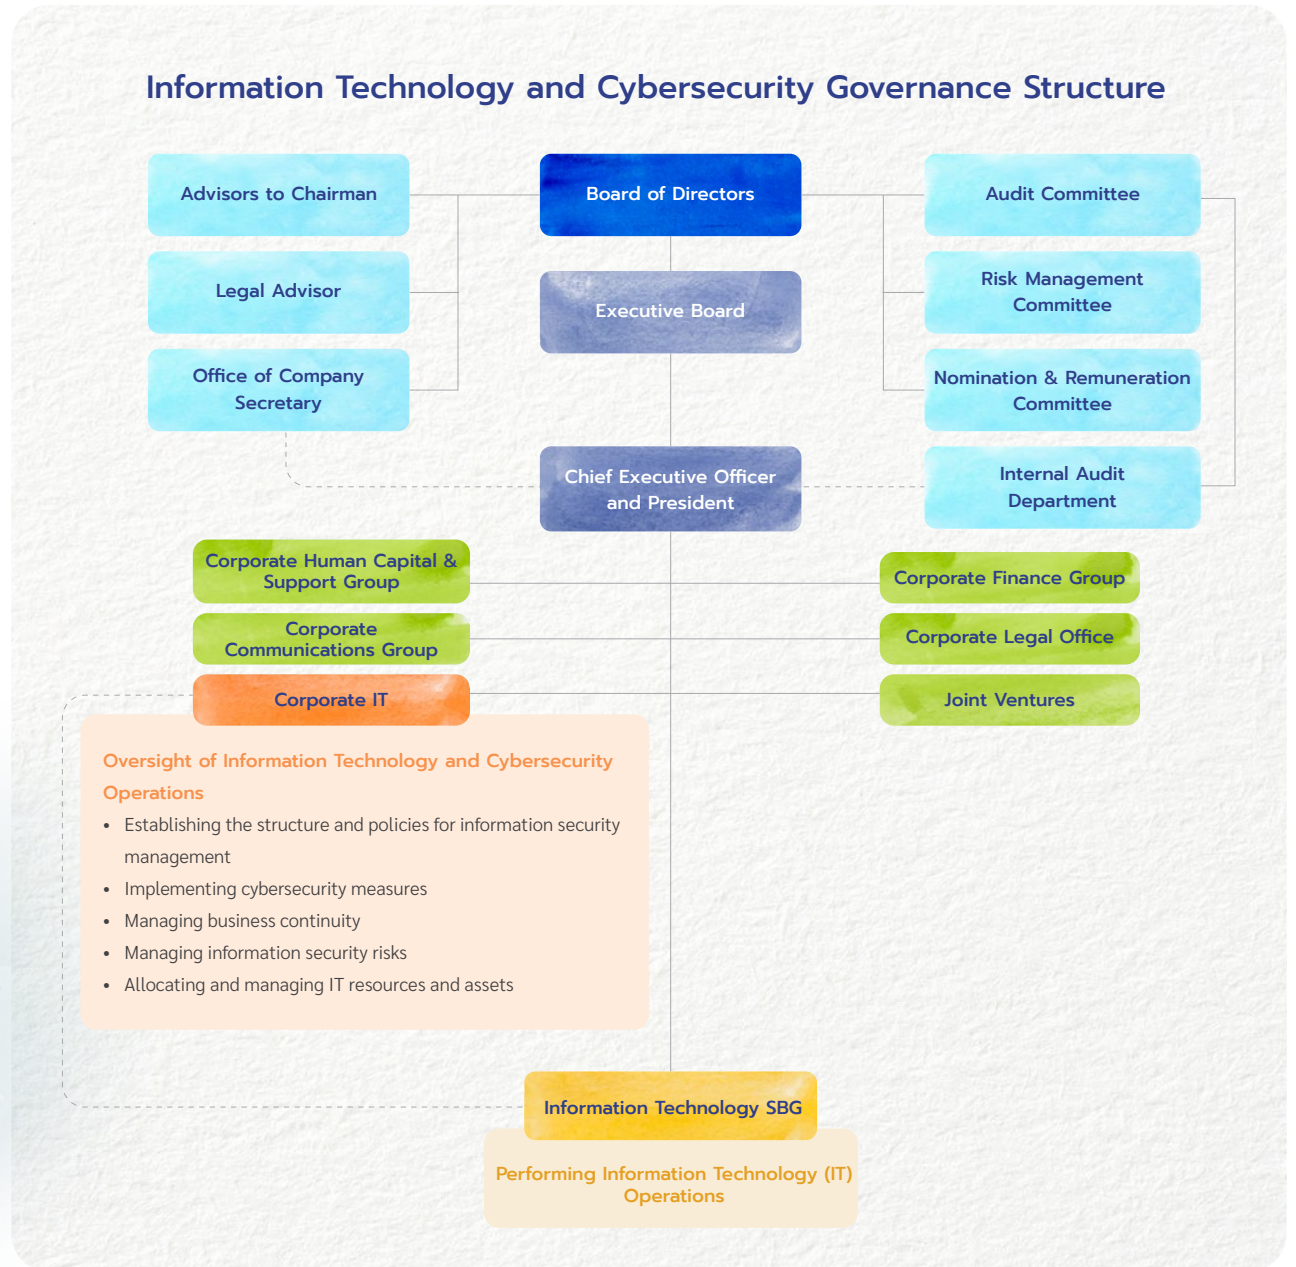 Information Technology and Cybersecurity Governance Structure
Advisors to Chairman
Board of Directors
Audit Committee
Legal Advisor
Executive Board
Risk Management
Committee
Office of Company
Secretary
Nomination & Remuneration
Committee
Chief Executive Officer
and President
Internal Audit
Department
Corporate Human Capital &
Support Group
Corporate Finance Group
Corporate
Communications Group
Corporate Legal Office
Corporate IT
Joint Ventures
Oversight of Information Technology and Cybersecurity
Operations
• Establishing the structure and policies for information security
management
• Implementing cybersecurity measures
• Managing business continuity
• Managing information security risks
• Allocating and managing IT resources and assets
Information Technology SBG
Performing Information Technology (IT)
Operations